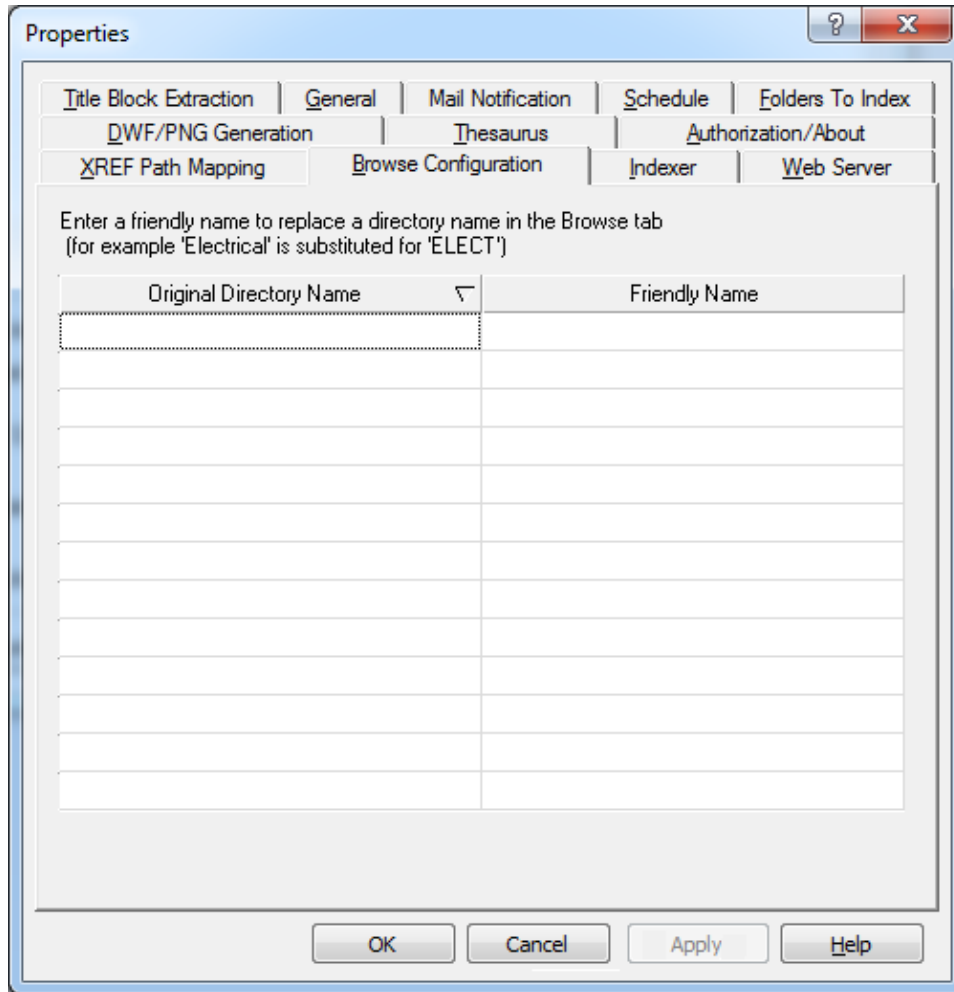 Properties
Title Block Extraction General Mail Notification Schedule Folders To Index
DWF/PNG Generation Thesaurus Authorization/About
XREF Path Mapping Browse Configuration Indexer Web Server
Enter a friendly name to replace a directory name in the Browse tab
(for example 'Electrical' is substituted for 'ELECT')
Original Directory Name Friendly Name
OK Cancel Apply Help